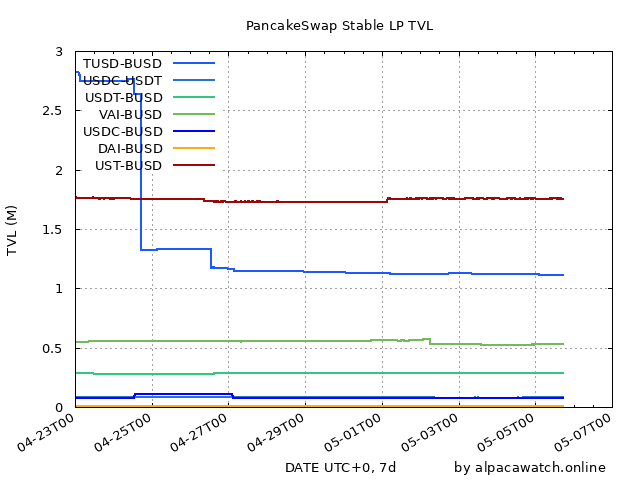 PancakeSwap Stable LP TVL
TVL (M)
3
2.5
2
1.5
1
0.5
0
TUSD-BUSD
USDC-USDT
USDT-BUSD
VAI-BUSD
USDC-BUSD
DAI-BUSD
UST-BUSD
04-23T00
04-25T00
04-27T00
04-29T00
05-01T00
05-03T00
05-05T00
05-07T00
DATE UTC+0, 7d
by alpacawatch.online